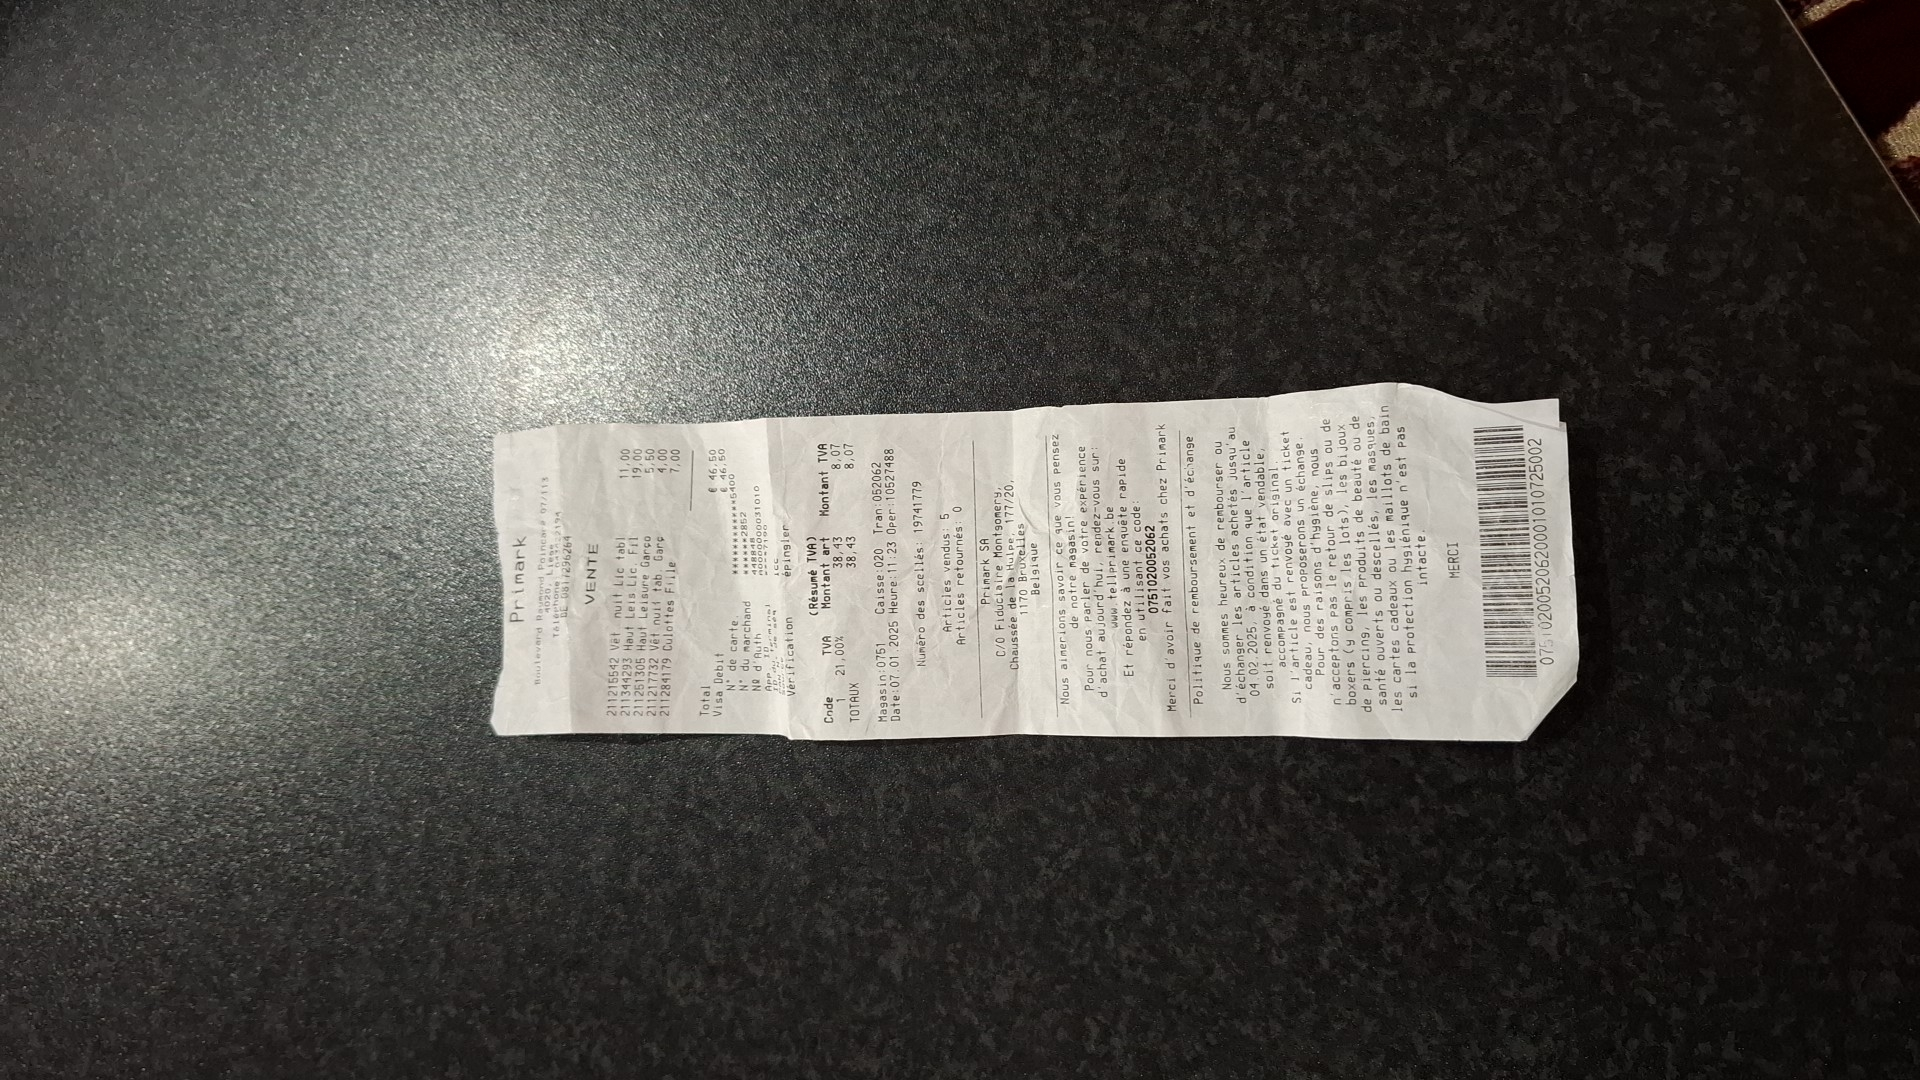 Primark
Boulevard Raymond Poincaré 07/113
4020, Liège
VENTE
211215542 Vêt nuit Lic tabl 11,00
211344293 Haut Leis Lic. Fil 19,00
211251305 Haut Leisure Garço 5,50
211217732 Vêt nuit tabl Garç 4,00
211284179 Culottes Fille 7,00
Total € 46,50
Visa Debit € 46,50
N° de carte. ************5400
N° du marchand ******2852
Nº d'Auth
ICC
Vérification épingler
(Résumé TVA)
Code TVA Montant art Montant TVA
1 21,00% 38,43 8,07
TOTAUX 38,43 8,07
Magasin:0751 Caisse:020 Tran:052062
Date:07.01.2025 Heure:11:23 Oper:10527488
Numéro des scellés: 19741779
Articles vendus: 5
Articles retournés: 0
Primark SA
C/O Fiduciaire Montgomery,
Chaussée de la Hulpe, 177/20,
1170 Bruxelles
Belgique
Nous aimerions savoir ce que vous pensez
de notre magasin!
Pour nous parler de votre expérience
d'achat aujourd'hui, rendez-vous sur:
www.tellprimark.be
Et répondez à une enquête rapide
en utilisant ce code:
0751020052062
Merci d'avoir fait vos achats chez Primark
Politique de remboursement et d'échange
Nous sommes heureux de rembourser ou
d'échanger les articles achetés jusqu'au
04.02.2025, à condition que l'article
soit renvoyé dans un état vendable,
accompagné du ticket original.
Si l'article est renvoyé avec un ticket
cadeau, nous proposerons un échange.
Pour des raisons d'hygiène, nous
n'acceptons pas le retour de slips ou de
boxers (y compris les lots), les bijoux
de piercing, les produits de beauté ou de
santé ouverts ou descellés, les masques,
les cartes cadeaux ou les maillots de bain
si la protection hygiénique n'est pas
intacte.
MERCI
07510200520620001010725002